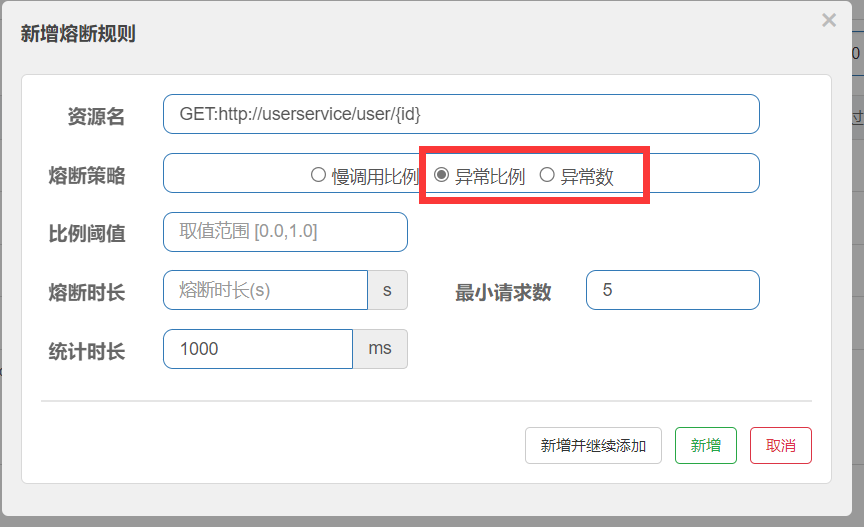 新增熔断规则
×
0
资源名 GET:http://userservice/user/{id}
过
熔断策略 慢调用比例 异常比例 异常数
比例阈值 取值范围 [0.0,1.0]
熔断时长 熔断时长(s) s 最小请求数 5
统计时长 1000 ms
新增并继续添加 新增 取消